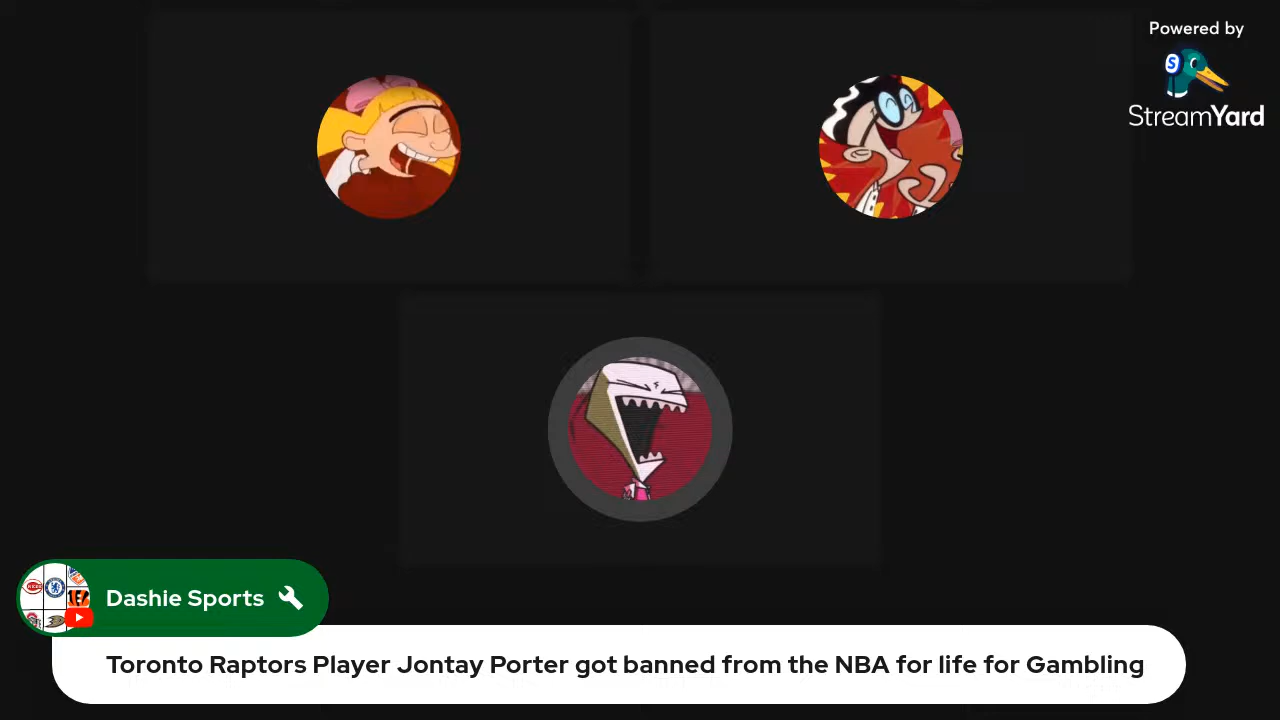 Powered by
StreamYard
Dashie Sports
Toronto Raptors Player Jontay Porter got banned from the NBA for life for Gambling